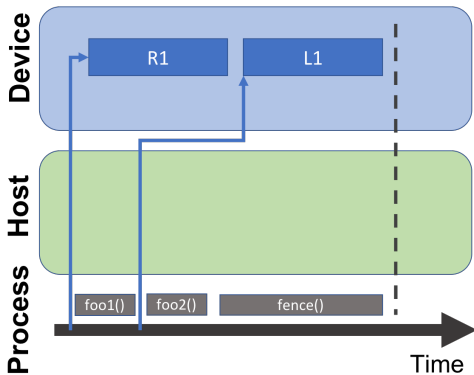 Device
R1
L1
Host
Process
foo1()
foo2()
fence()
Time